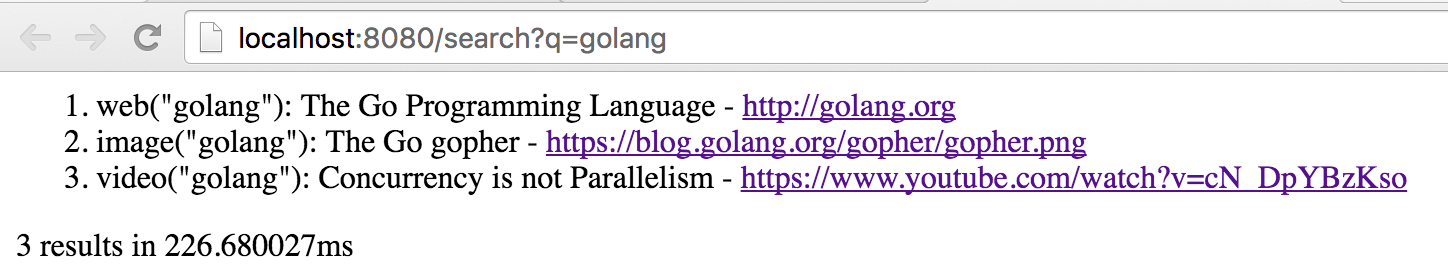 localhost:8080/search?q=golang
1. web("golang"): The Go Programming Language - http://golang.org
2. image("golang"): The Go gopher - https://blog.golang.org/gopher/gopher.png
3. video("golang"): Concurrency is not Parallelism - https://www.youtube.com/watch?v=cN_DpYBzKso
3 results in 226.680027ms